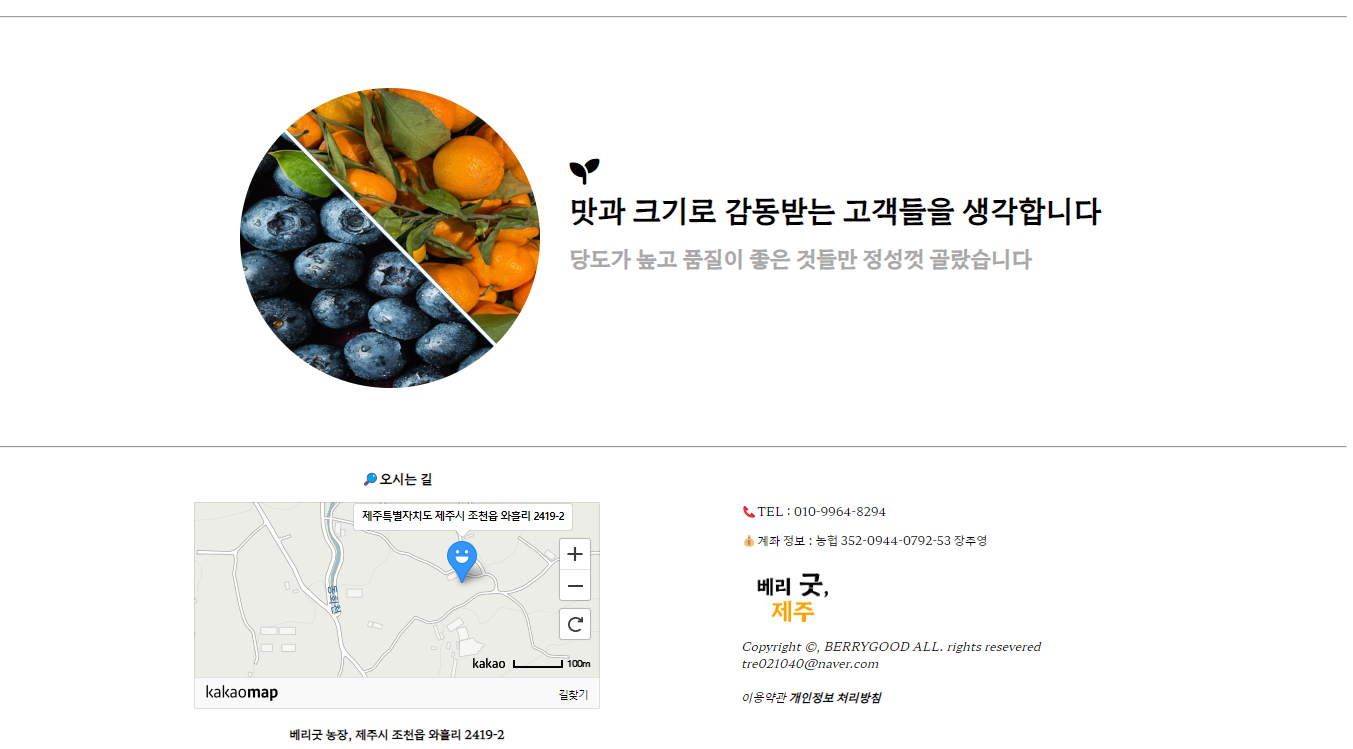 맛과 크기로 감동받는 고객들을 생각합니다
당도가 높고 품질이 좋은 것들만 정성껏 골랐습니다
오시는 길
제주특별자치도 제주시 조천읍 와흘리 2419-2
동회천
kakao 100m
kakaomap 길찾기
베리굿 농장, 제주시 조천읍 와흘리 2419-2
TEL : 010-9964-8294
계좌 정보 : 농협 352-0944-0792-53 장주영
베리 굿,
제주
Copyright ©, BERRYGOOD ALL. rights resevered
tre021040@naver.com
이용약관 개인정보 처리방침